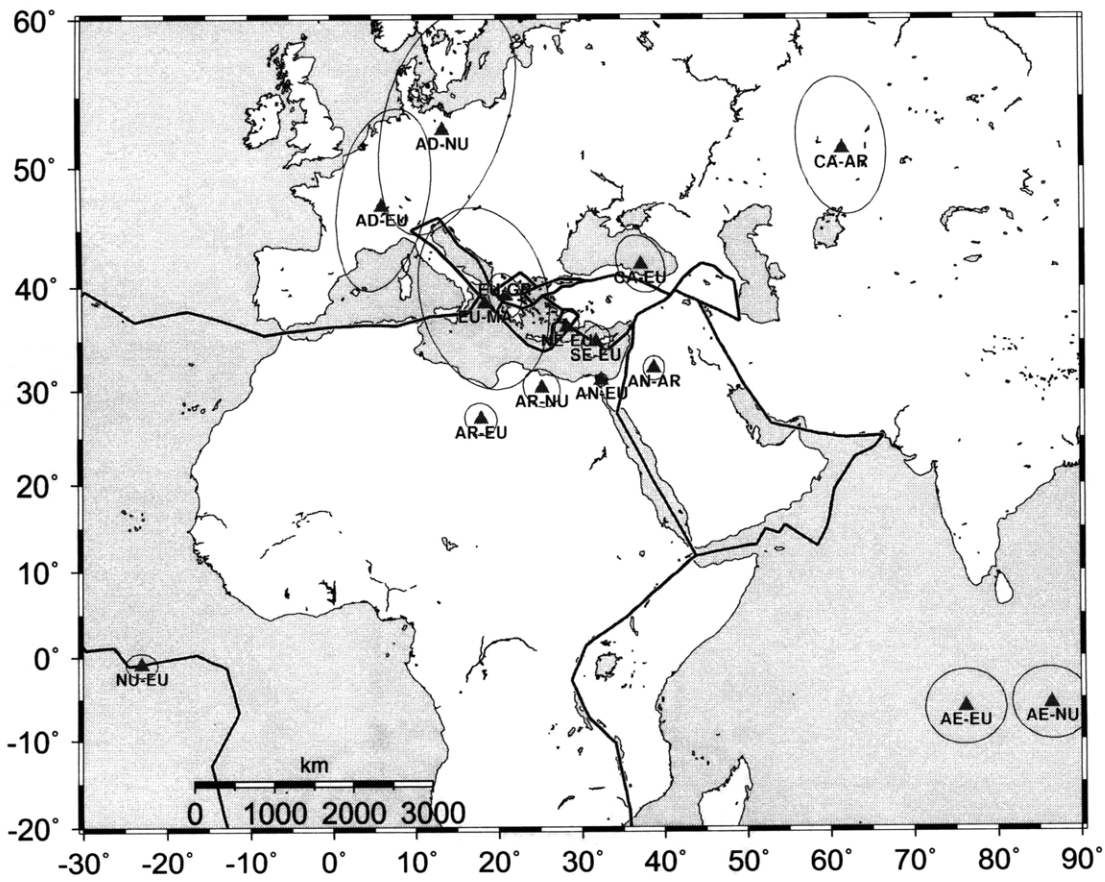 60°
50°
40°
30°
20°
10°
0°
-10°
-20°
AD-NU
CA-AR
AD-EU
CA-EU
EU-GR
EU-MA
NE-EU
SE-EU
AN-AR
AR-NU
AN-EU
AR-EU
NU-EU
AE-EU
AE-NU
km
0 1000 2000 3000
-30° -20° -10° 0° 10° 20° 30° 40° 50° 60° 70° 80° 90°